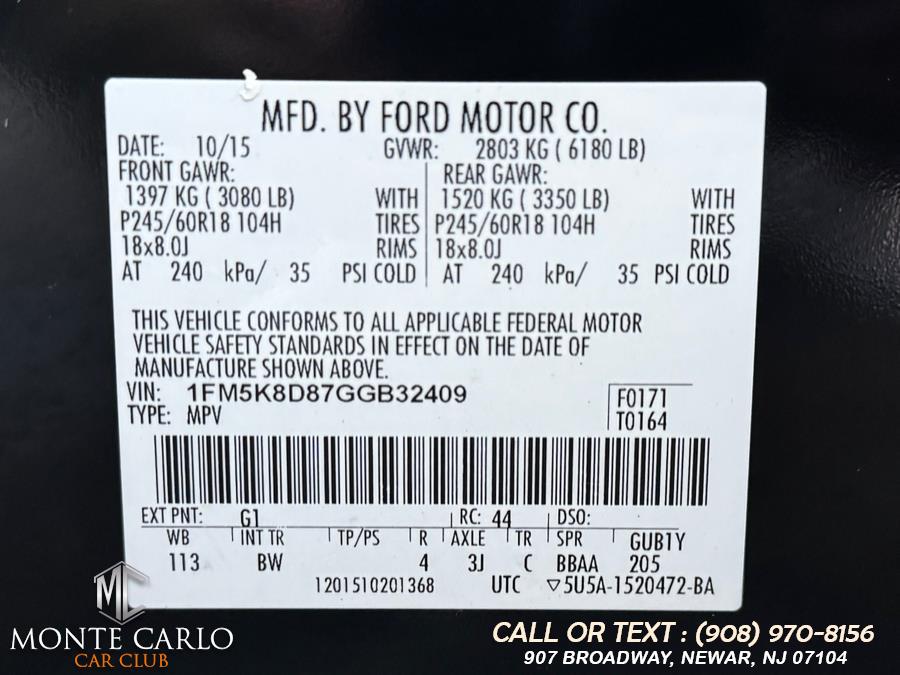 MFD. BY FORD MOTOR CO.
DATE: 10/15 GVWR: 2803 KG ( 6180 LB)
FRONT GAWR: REAR GAWR:
1397 KG ( 3080 LB) WITH 1520 KG ( 3350 LB) WITH
P245/60R18 104H TIRES P245/60R18 104H TIRES
18x8.0J RIMS 18x8.0J RIMS
AT 240 kPa/ 35 PSI COLD AT 240 kPa/ 35 PSI COLD
THIS VEHICLE CONFORMS TO ALL APPLICABLE FEDERAL MOTOR
VEHICLE SAFETY STANDARDS IN EFFECT ON THE DATE OF
MANUFACTURE SHOWN ABOVE.
VIN: 1FM5K8D87GGB32409 F0171
TYPE: MPV T0164
EXT PNT: G1 RC: 44 DSO:
WB INT TR TP/PS R AXLE TR SPR GUB1Y
113 BW 4 3J C BBAA 205
1201510201368 UTC ▽5U5A-1520472-BA
MC
MONTE CARLO
CAR CLUB
CALL OR TEXT : (908) 970-8156
907 BROADWAY, NEWAR, NJ 07104